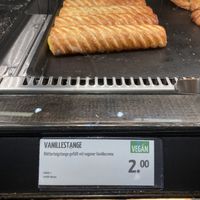 VANILLESTANGE
Blätterteigstange gefüllt mit veganer Vanillecreme
VEGAN
2.00